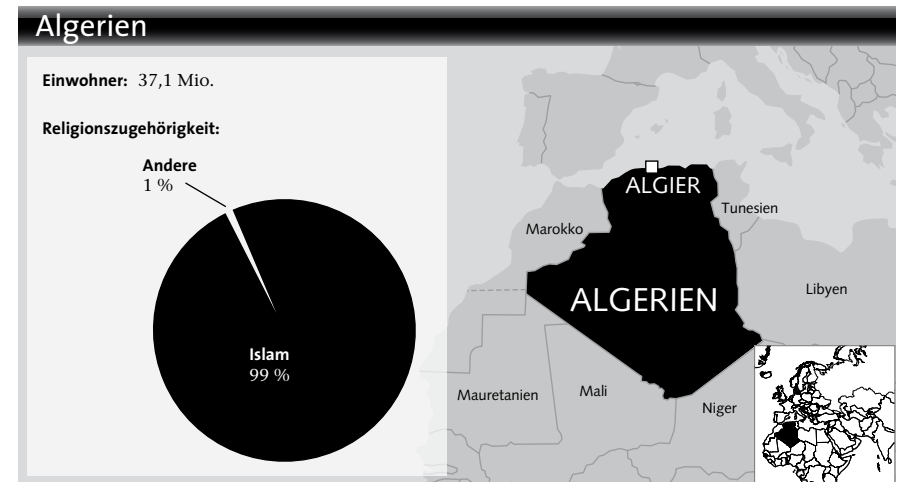 Algerien
Einwohner: 37,1 Mio.
Religionszugehörigkeit:
Andere
1 %
Islam
99 %
ALGIER
Tunesien
Marokko
ALGERIEN
Libyen
Mauretanien
Mali
Niger